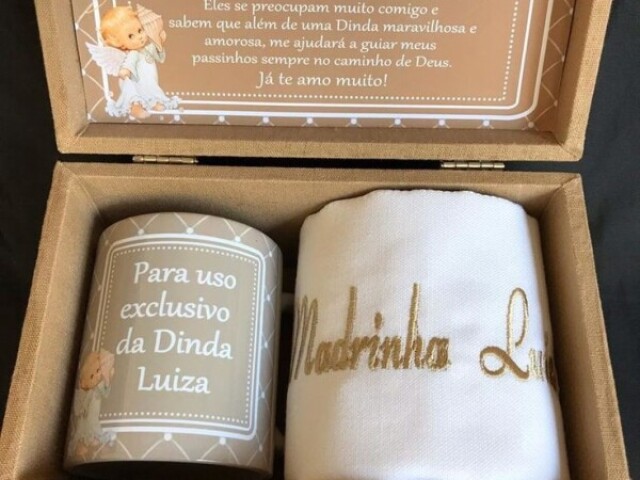 Eles se preocupam muito comigo e
sabem que além de uma Dinda maravilhosa e
amorosa, me ajudará a guiar meus
passinhos sempre no caminho de Deus.
Já te amo muito!
Para uso
exclusivo
da Dinda
Luiza
Madrinha Lui